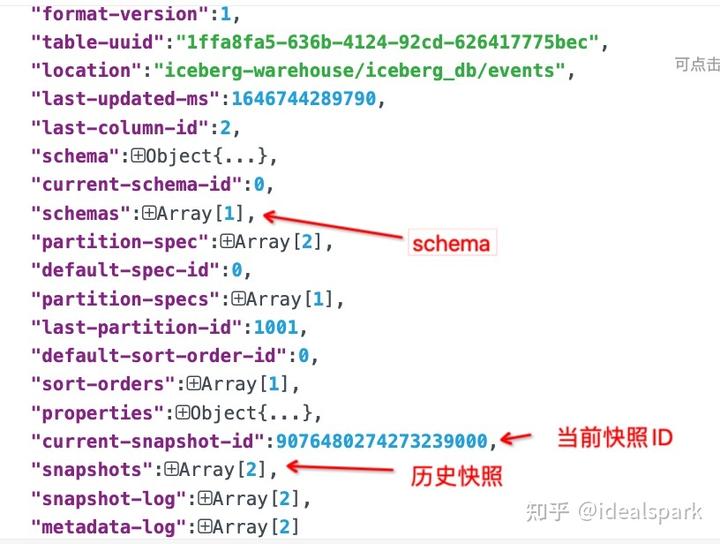 "format-version":1,
"table-uuid":"1ffa8fa5-636b-4124-92cd-626417775bec",
可点击
"location":"iceberg-warehouse/iceberg_db/events",
"last-updated-ms":1646744289790,
"last-column-id":2,
"schema":⊞Object{...},
"current-schema-id":0,
"schemas":⊞Array[1],
schema
"partition-spec":⊞Array[2],
"default-spec-id":0,
"partition-specs":⊞Array[1],
"last-partition-id":1001,
"default-sort-order-id":0,
"sort-orders":⊞Array[1],
"properties":⊞Object{...},
"current-snapshot-id":9076480274273239000,
当前快照ID
"snapshots":⊞Array[2],
历史快照
"snapshot-log":⊞Array[2],
知乎 @idealspark
"metadata-log":⊞Array[2]